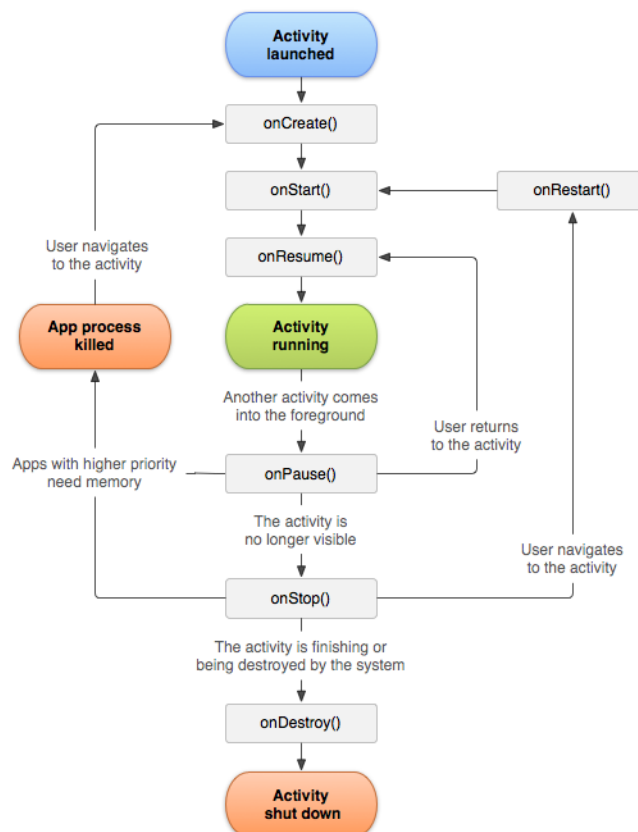 Activity
launched
onCreate()
onStart()
onRestart()
User navigates
to the activity
onResume()
App process
killed
Activity
running
Another activity comes
into the foreground
User returns
to the activity
Apps with higher priority
need memory
onPause()
The activity is
no longer visible
User navigates
to the activity
onStop()
The activity is finishing or
being destroyed by the system
onDestroy()
Activity
shut down